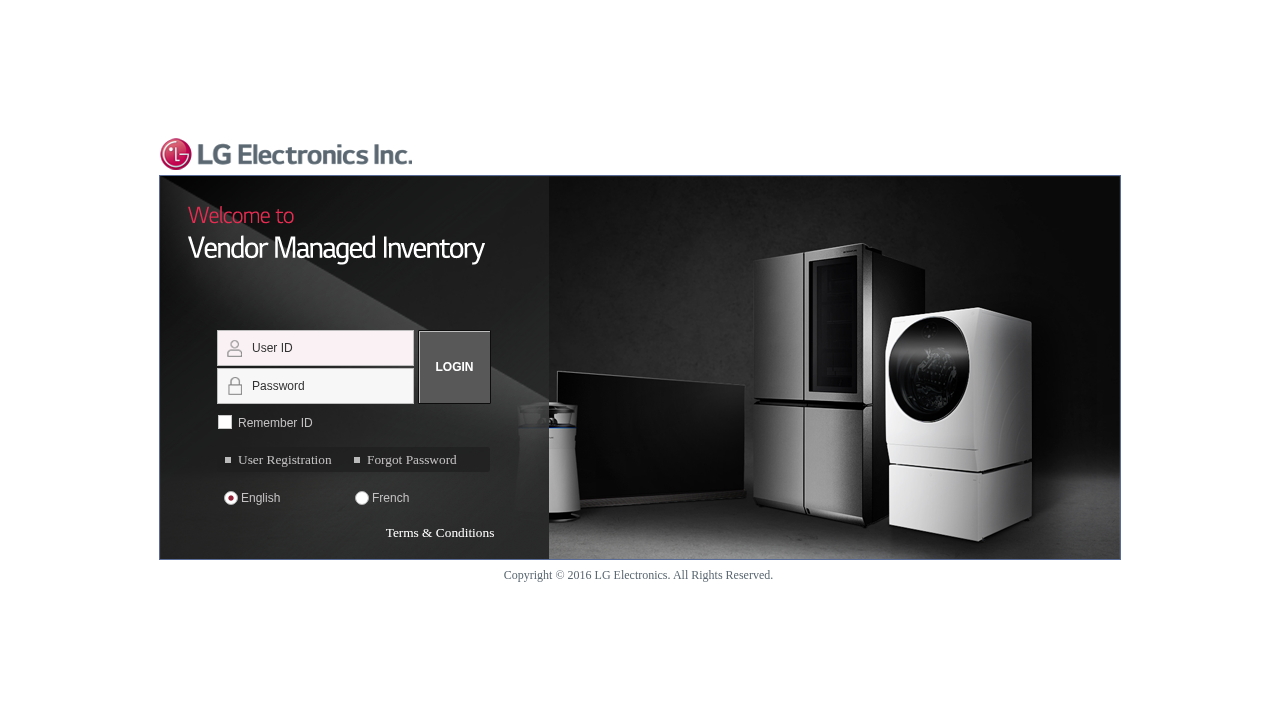 LG Electronics Inc.
Welcome to
Vendor Managed Inventory
User ID
LOGIN
Password
Remember ID
User Registration Forgot Password
English French
Terms & Conditions
Copyright © 2016 LG Electronics. All Rights Reserved.